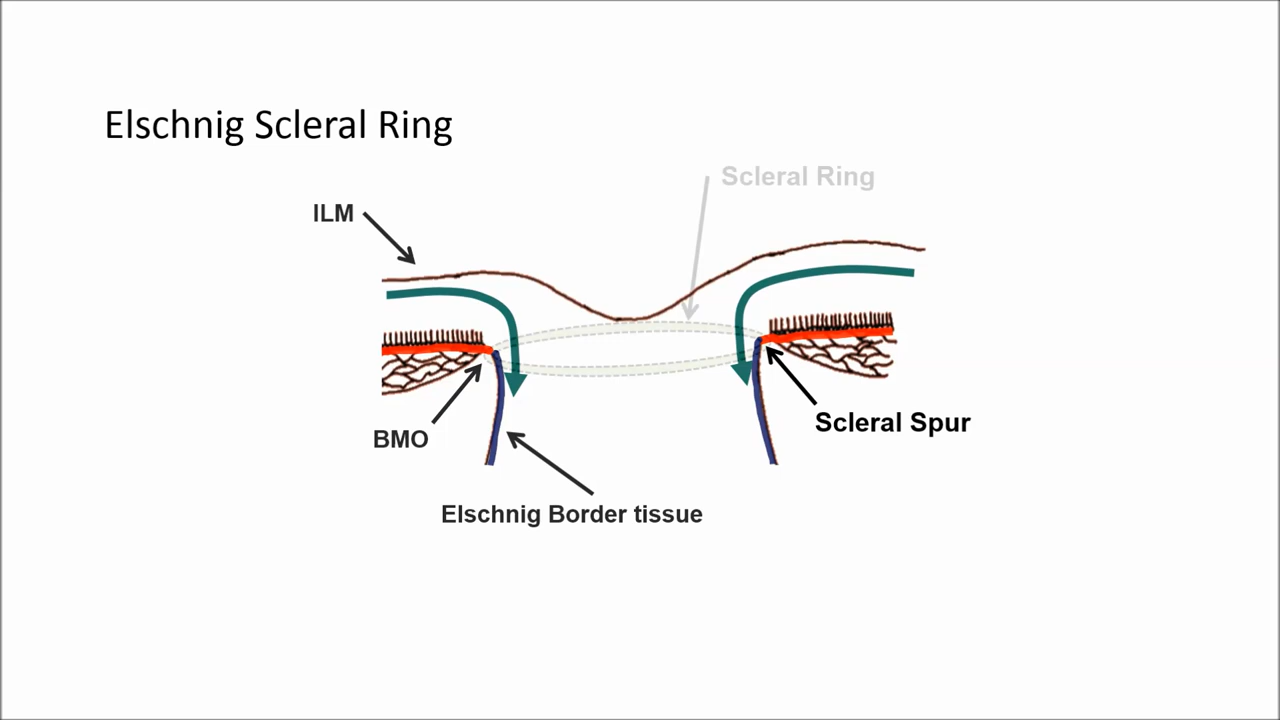 Elschnig Scleral Ring
Scleral Ring
ILM
BMO
Scleral Spur
Elschnig Border tissue